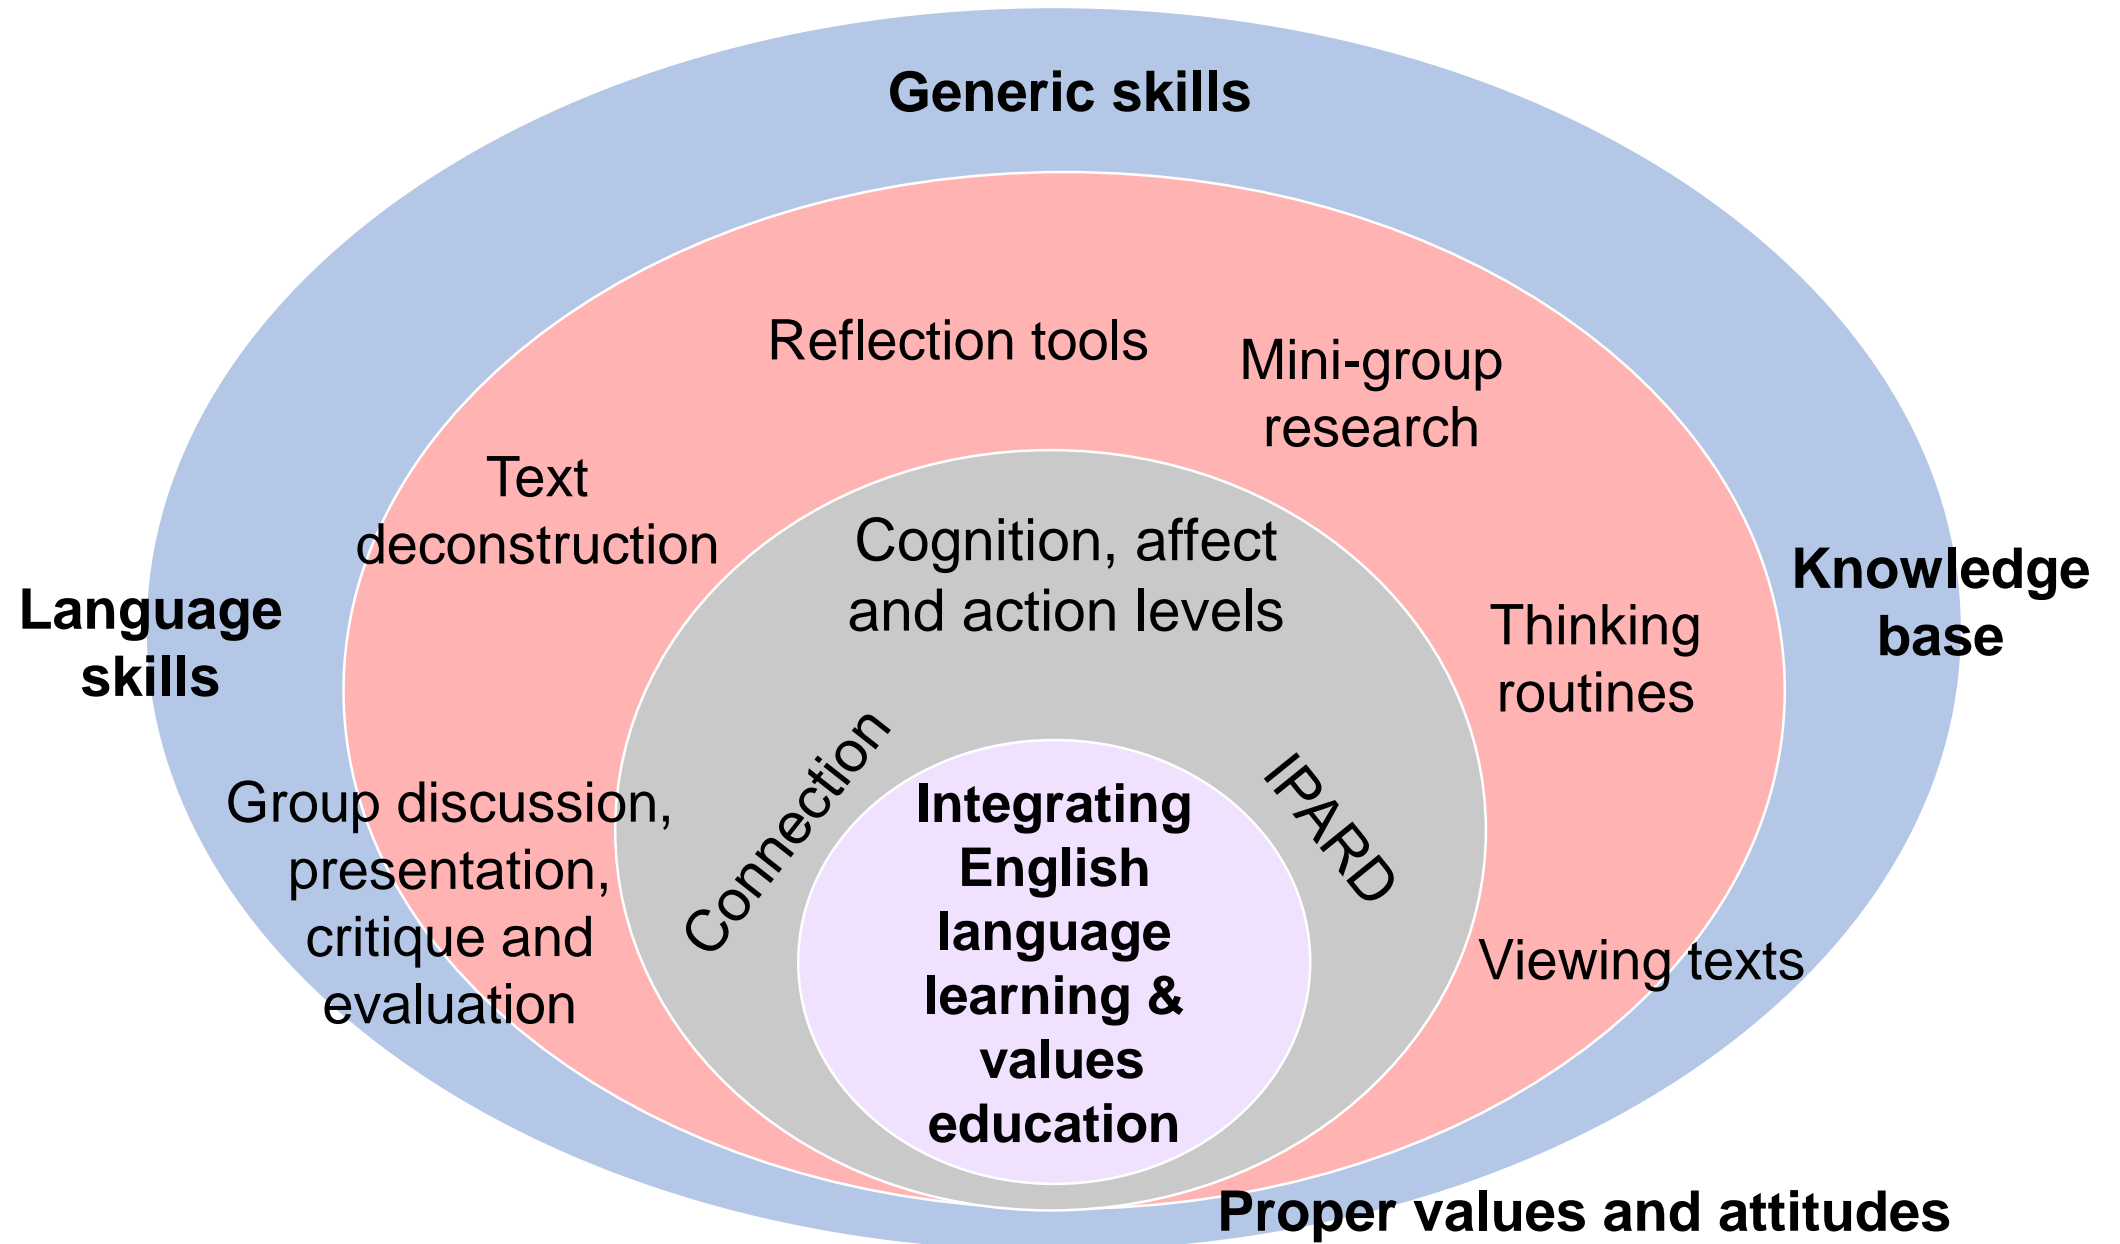 Generic skills
Reflection tools
Mini-group
research
Text
deconstruction
Cognition, affect
and action levels
Language
skills
Knowledge
base
Thinking
routines
Connection
IPARD
Group discussion,
presentation,
critique and
evaluation
Integrating
English
language
learning &
values
education
Viewing texts
Proper values and attitudes